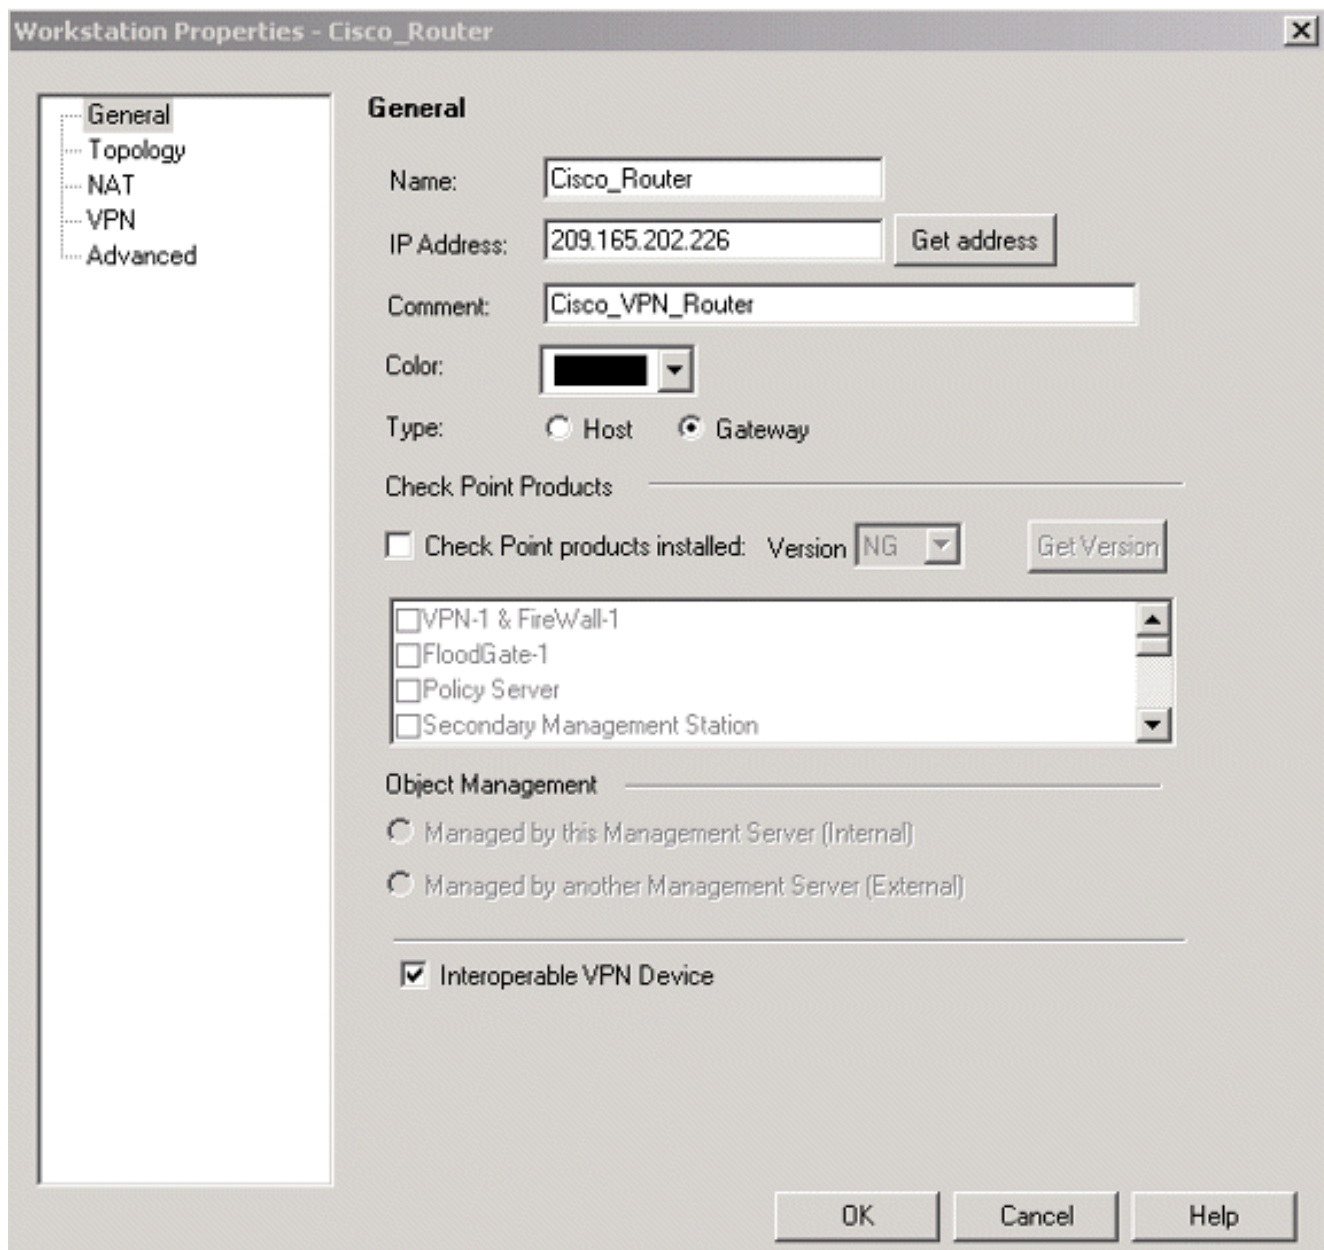 Workstation Properties - Cisco_Router
General
Topology
NAT
VPN
Advanced
General
Name: Cisco_Router
IP Address: 209.165.202.226 Get address
Comment: Cisco_VPN_Router
Color:
Type: Host Gateway
Check Point Products
Check Point products installed: Version NG Get Version
VPN-1 & FireWall-1
FloodGate-1
Policy Server
Secondary Management Station
Object Management
Managed by this Management Server (Internal)
Managed by another Management Server (External)
Interoperable VPN Device
OK Cancel Help